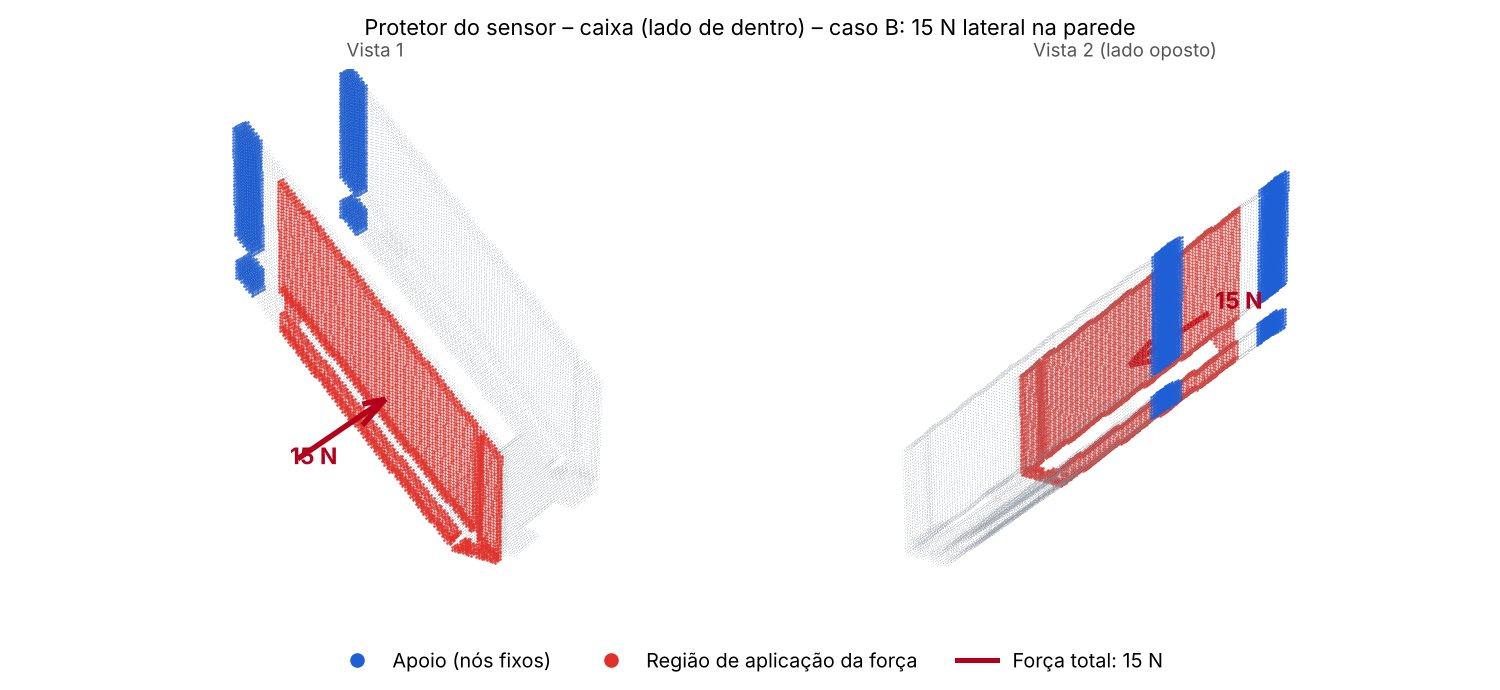 Protetor do sensor – caixa (lado de dentro) – caso B: 15 N lateral na parede
Vista 1
Vista 2 (lado oposto)
15 N
15 N
Apoio (nós fixos)
Região de aplicação da força
Força total: 15 N